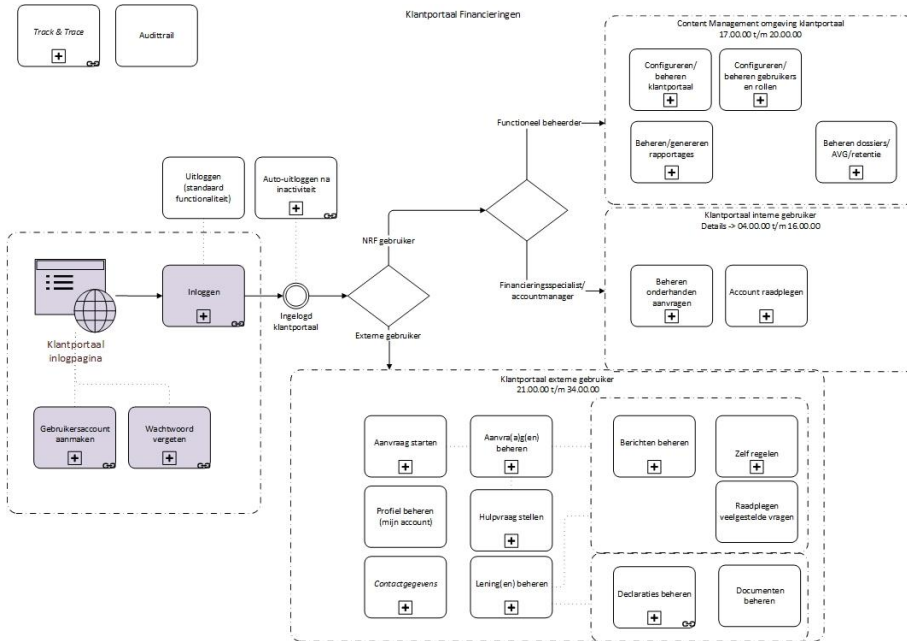 Klantportaal Financieringen
Track & Trace
Audittrail
Content Management omgeving klantportaal
17.00.00 t/m 20.00.00
Configureren/
beheren
klantportaal
Configureren/
beheren gebruikers
en rollen
Beheren/genereren
rapportages
Beheren dossiers/
AVG/retentie
Functioneel beheerder
Uitloggen
(standaard
functionaliteit)
Auto-uitloggen na
inactiviteit
Klantportaal interne gebruiker
Details -> 04.00.00 t/m 16.00.00
NRF gebruiker
Beheren
onderhanden
aanvragen
Account raadplegen
Financieringsspecialist/
accountmanager
Inloggen
Ingelogd
klantportaal
Externe gebruiker
Klantportaal
inlogpagina
Gebruikersaccount
aanmaken
Wachtwoord
vergeten
Klantportaal externe gebruiker
21.00.00 t/m 34.00.00
Aanvraag starten
Aanvra(a)g(en)
beheren
Berichten beheren
Zelf regelen
Profiel beheren
(mijn account)
Hulpvraag stellen
Raadplegen
veelgestelde vragen
Contactgegevens
Lening(en) beheren
Declaraties beheren
Documenten
beheren